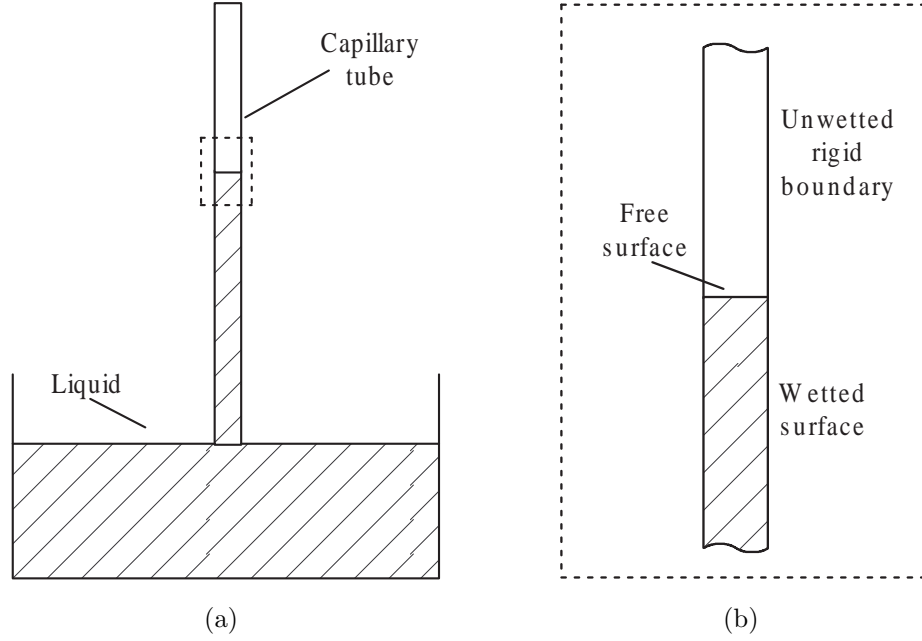 Capillary
tube
Liquid
(a)
Unwetted
rigid
boundary
Free
surface
Wetted
surface
(b)